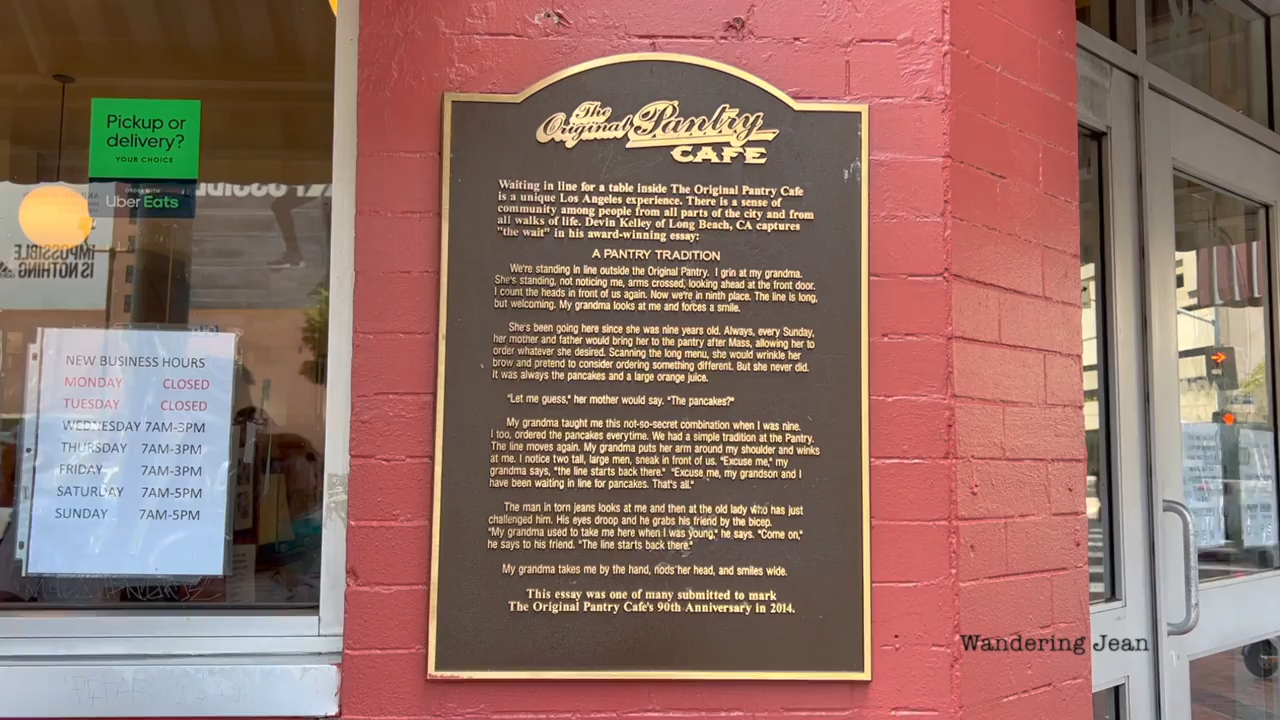 Pickup or
delivery?
YOUR CHOICE
ORDER WITH
Uber Eats
IMPOSSIBLE
IS NOTHING
NEW BUSINESS HOURS
MONDAY CLOSED
TUESDAY CLOSED
WEDNESDAY 7AM-3PM
THURSDAY 7AM-3PM
FRIDAY 7AM-3PM
SATURDAY 7AM-5PM
SUNDAY 7AM-5PM
The
Original Pantry
CAFE
Waiting in line for a table inside The Original Pantry Cafe
is a unique Los Angeles experience. There is a sense of
community among people from all parts of the city and from
all walks of life. Devin Kelley of Long Beach, CA captures
"the wait" in his award-winning essay:
A PANTRY TRADITION
We're standing in line outside the Original Pantry. I grin at my grandma.
She's standing, not noticing me, arms crossed, looking ahead at the front door.
I count the heads in front of us again. Now we're in ninth place. The line is long,
but welcoming. My grandma looks at me and forces a smile.
She's been going here since she was nine years old. Always, every Sunday,
her mother and father would bring her to the pantry after Mass, allowing her to
order whatever she desired. Scanning the long menu, she would wrinkle her
brow and pretend to consider ordering something different. But she never did.
It was always the pancakes and a large orange juice.
"Let me guess," her mother would say. "The pancakes?"
My grandma taught me this not-so-secret combination when I was nine.
I too, ordered the pancakes everytime. We had a simple tradition at the Pantry.
The line moves again. My grandma puts her arm around my shoulder and winks
at me. I notice two tall, large men, sneak in front of us. "Excuse me," my
grandma says, "the line starts back there." "Excuse me, my grandson and I
have been waiting in line for pancakes. That's all."
The man in torn jeans looks at me and then at the old lady who has just
challenged him. His eyes droop and he grabs his friend by the bicep.
"My grandma used to take me here when I was young," he says. "Come on,"
he says to his friend. "The line starts back there."
My grandma takes me by the hand, nods her head, and smiles wide.
This essay was one of many submitted to mark
The Original Pantry Cafe's 90th Anniversary in 2014.
Wandering Jean